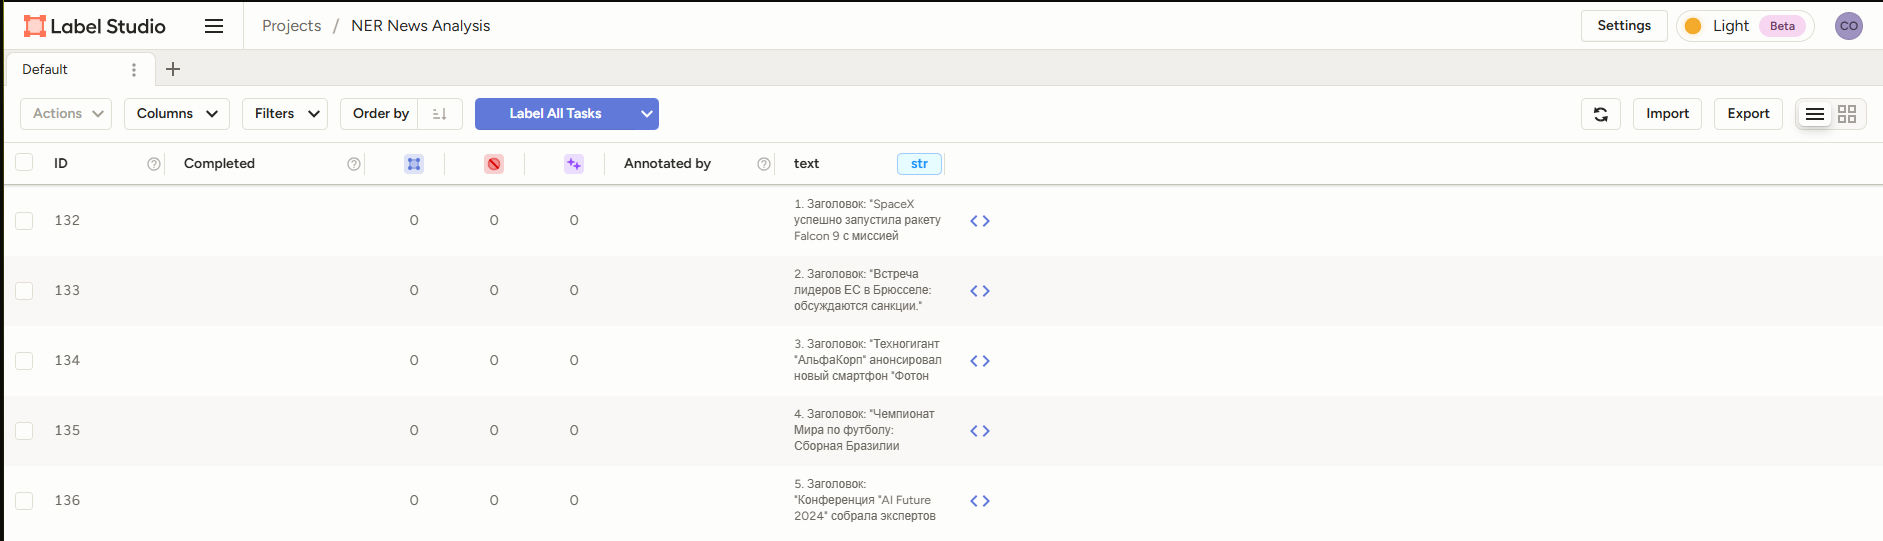 Label Studio
Projects / NER News Analysis
Settings
Light
Beta
CO
Default
Actions
Columns
Filters
Order by
Label All Tasks
Import
Export
ID
Completed
Annotated by
text
str
132
0
0
0
1. Заголовок: "SpaceX
успешно запустила ракету
Falcon 9 с миссией
133
0
0
0
2. Заголовок: "Встреча
лидеров ЕС в Брюсселе:
обсуждаются санкции."
134
0
0
0
3. Заголовок: "Техногигант
"АльфаКорп" анонсировал
новый смартфон "Фотон
135
0
0
0
4. Заголовок: "Чемпионат
Мира по футболу:
Сборная Бразилии
136
0
0
0
5. Заголовок:
"Конференция "AI Future
2024" собрала экспертов